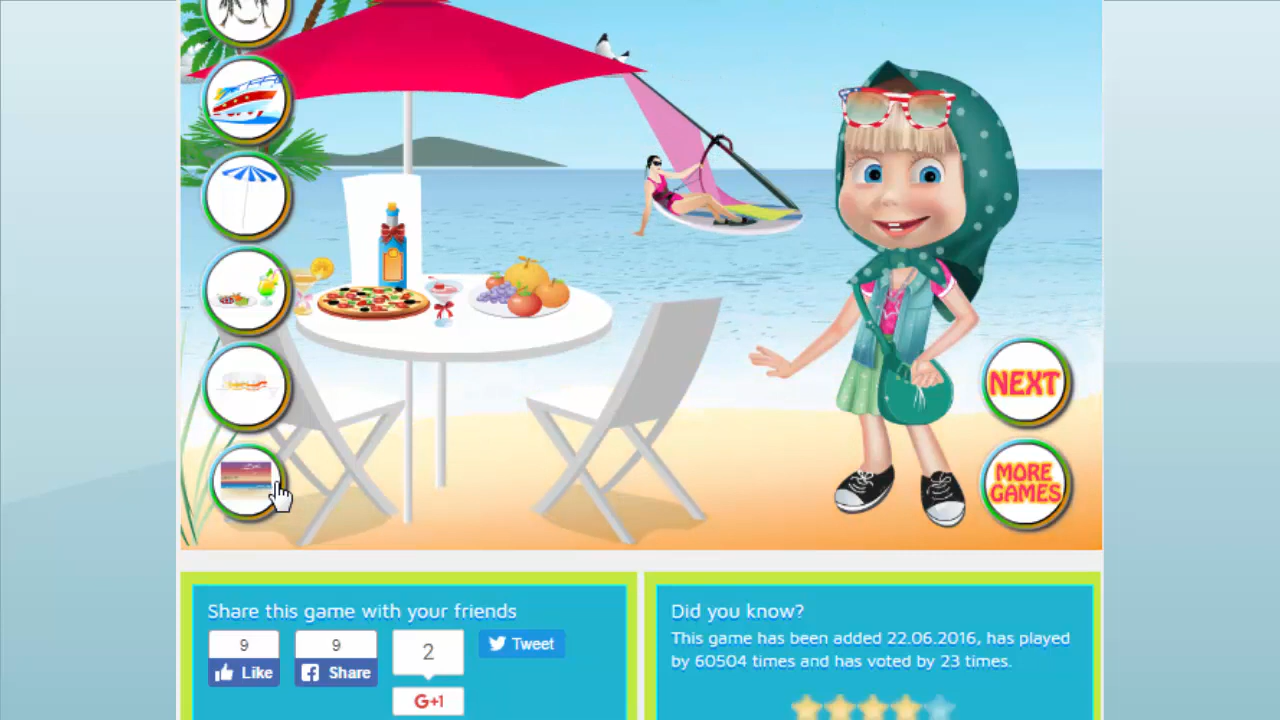 NEXT
MORE
GAMES
Share this game with your friends
9
Like
9
Share
2
G+1
Tweet
Did you know?
This game has been added 22.06.2016, has played
by 60504 times and has voted by 23 times.